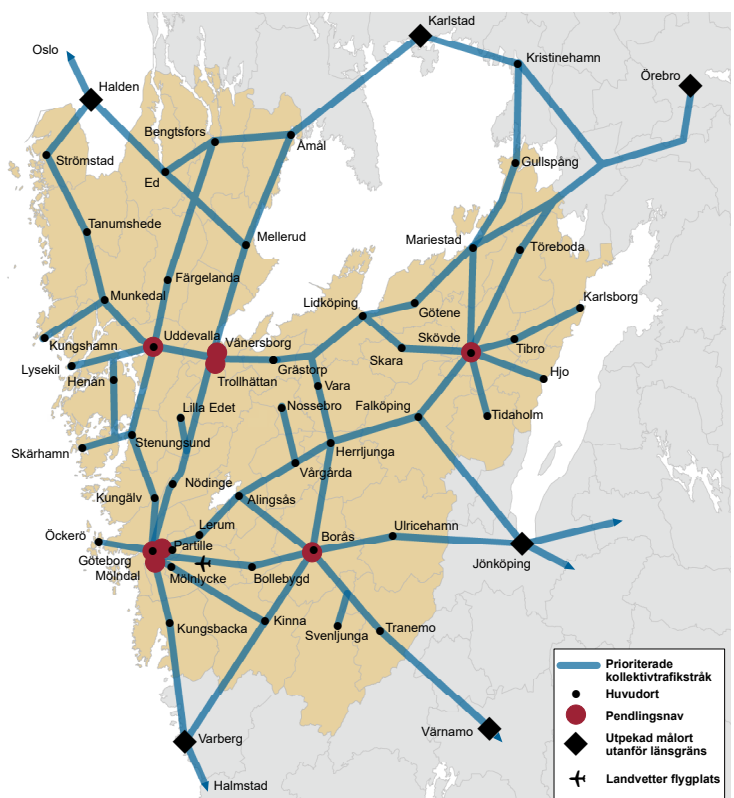 Karlstad
Oslo
Kristinehamn
Halden
Örebro
Bengtsfors
Åmål
Strömstad
Gullspång
Ed
Tanumshede
Mellerud
Mariestad
Töreboda
Färgelanda
Munkedal
Lidköping
Götene
Karlsborg
Uddevalla
Vänersborg
Skövde
Kungshamn
Tibro
Lysekil
Grästorp
Skara
Henån
Trollhättan
Vara
Hjo
Lilla Edet
Nossebro
Falköping
Tidaholm
Stenungsund
Skärhamn
Herrljunga
Vårgårda
Nödinge
Kungälv
Alingsås
Lerum
Ulricehamn
Öckerö
Partille
Borås
Göteborg
Mölndal
Mölnlycke
Bollebygd
Jönköping
Kungsbacka
Kinna
Tranemo
Svenljunga
Prioriterade
kollektivtrafikstråk
Huvudort
Pendlingsnav
Värnamo
Varberg
Utpekad målort
utanför länsgräns
Landvetter flygplats
Halmstad